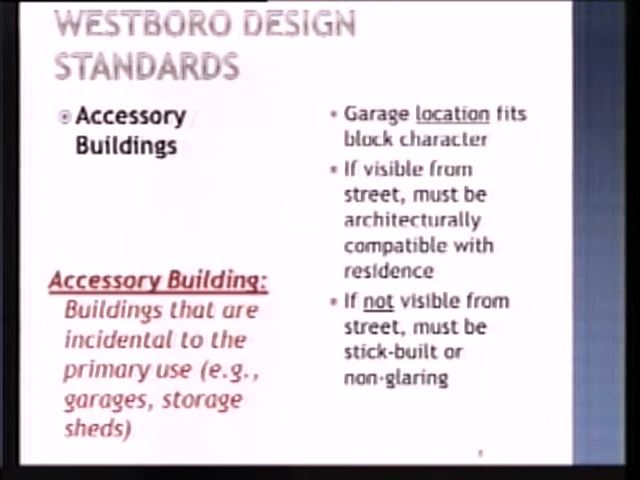 WESTBORO DESIGN
STANDARDS
Accessory
Buildings
Accessory Building:
Buildings that are
incidental to the
primary use (e.g.,
garages, storage
sheds)
• Garage location fits
block character
• If visible from
street, must be
architecturally
compatible with
residence
• If not visible from
street, must be
stick-built or
non-glaring